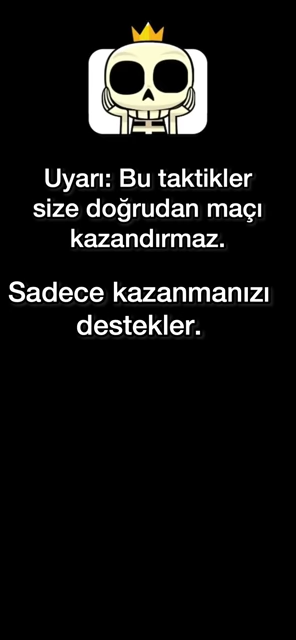 Uyarı: Bu taktikler
size doğrudan maçı
kazandırmaz.
Sadece kazanmanızı
destekler.